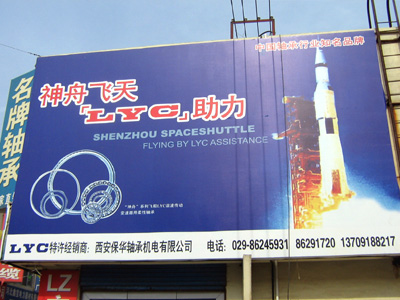 中国轴承行业知名品牌
神舟飞天
「LYC」助力
SHENZHOU SPACESHUTTLE
FLYING BY LYC ASSISTANCE
LYC特许经销商: 西安保华轴承机电有限公司 电话: 029-86245931 86291720 13709188217
名牌轴承
LZ